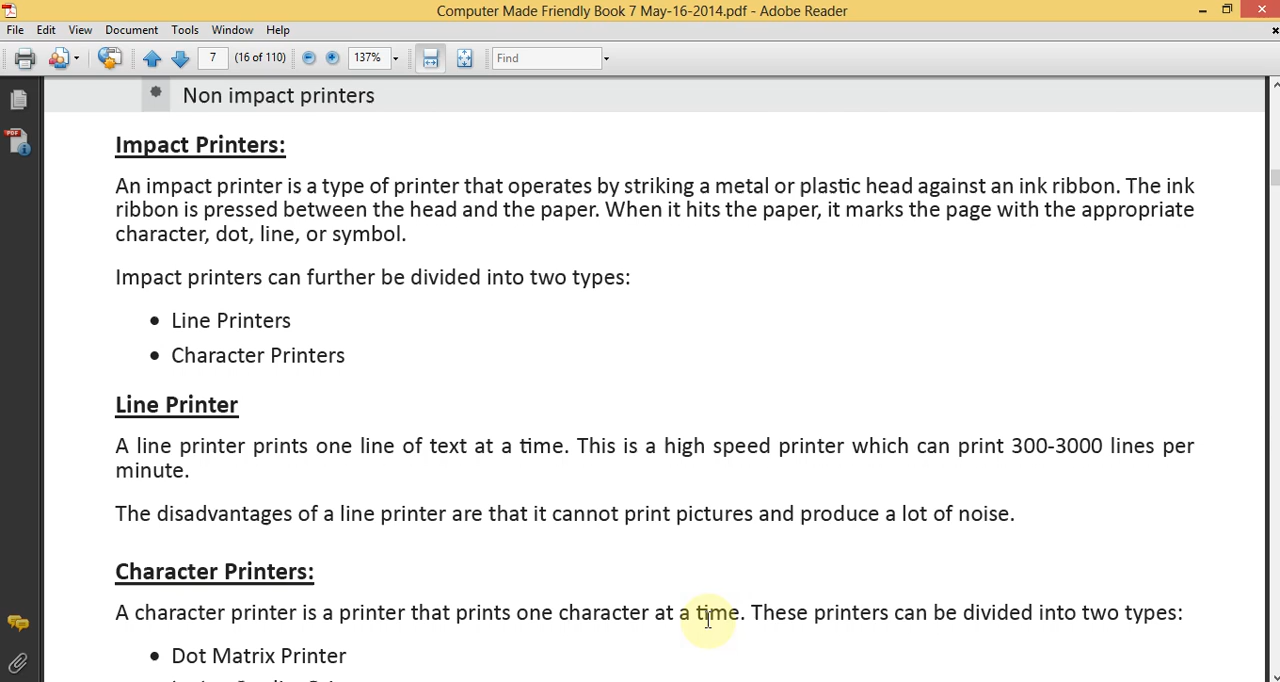 Computer Made Friendly Book 7 May-16-2014.pdf - Adobe Reader
File Edit View Document Tools Window Help
7 (16 of 110) 137% Find
Non impact printers
Impact Printers:
An impact printer is a type of printer that operates by striking a metal or plastic head against an ink ribbon. The ink
ribbon is pressed between the head and the paper. When it hits the paper, it marks the page with the appropriate
character, dot, line, or symbol.
Impact printers can further be divided into two types:
• Line Printers
• Character Printers
Line Printer
A line printer prints one line of text at a time. This is a high speed printer which can print 300-3000 lines per
minute.
The disadvantages of a line printer are that it cannot print pictures and produce a lot of noise.
Character Printers:
A character printer is a printer that prints one character at a time. These printers can be divided into two types:
• Dot Matrix Printer